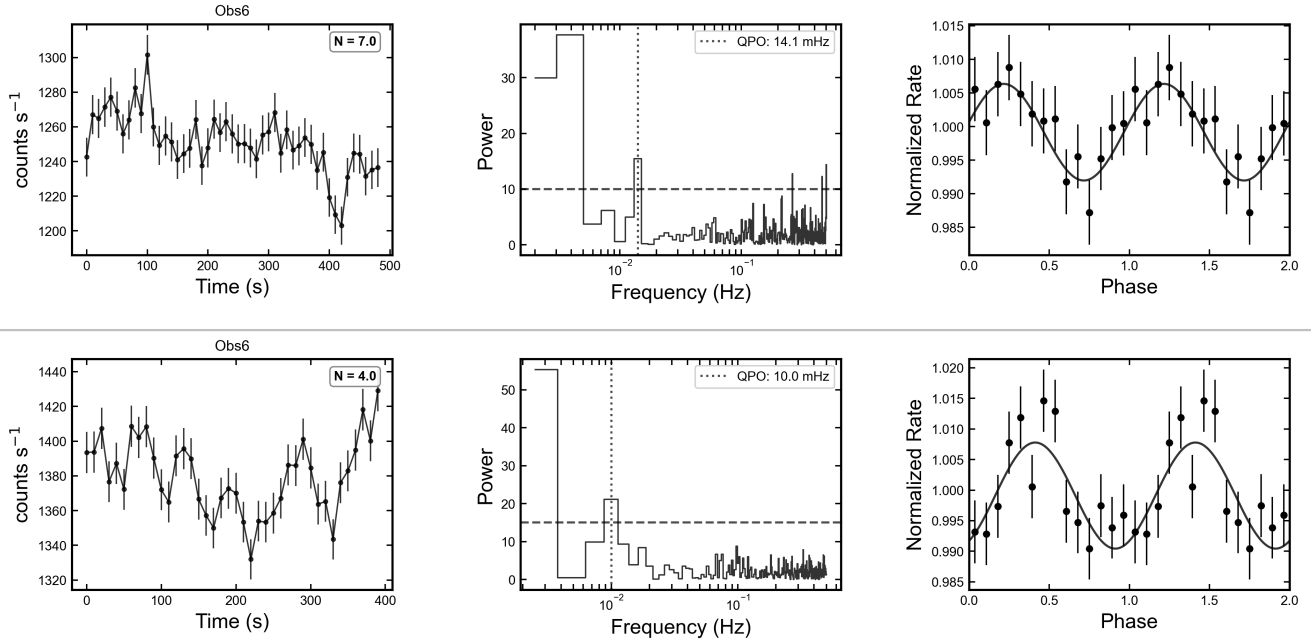 Obs6
N = 7.0
counts s⁻¹
1300
1280
1260
1240
1220
1200
0 100 200 300 400 500
Time (s)
QPO: 14.1 mHz
Power
30
20
10
0
10⁻² 10⁻¹
Frequency (Hz)
Normalized Rate
1.015
1.010
1.005
1.000
0.995
0.990
0.985
0.0 0.5 1.0 1.5 2.0
Phase
Obs6
N = 4.0
counts s⁻¹
1440
1420
1400
1380
1360
1340
1320
0 100 200 300 400
Time (s)
QPO: 10.0 mHz
Power
50
40
30
20
10
0
10⁻² 10⁻¹
Frequency (Hz)
Normalized Rate
1.020
1.015
1.010
1.005
1.000
0.995
0.990
0.985
0.0 0.5 1.0 1.5 2.0
Phase